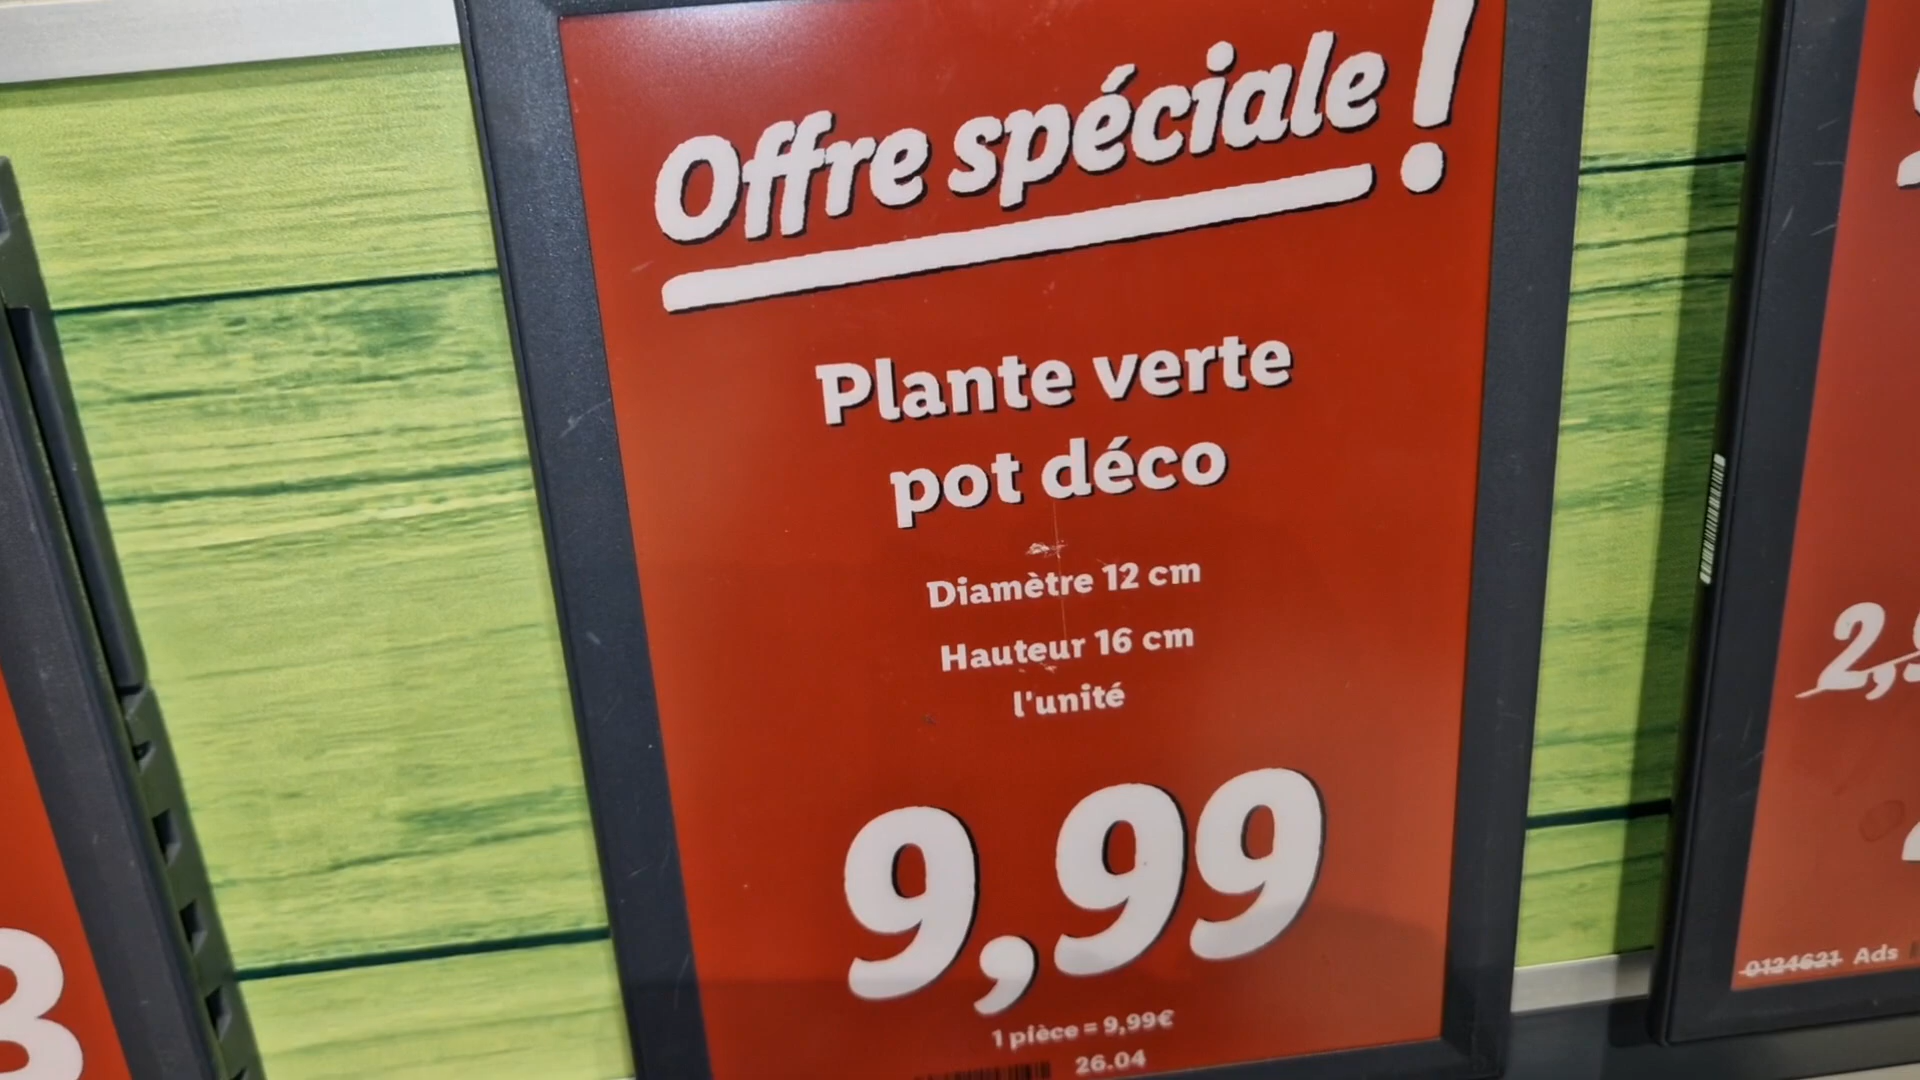 Offre spéciale !
Plante verte
pot déco
Diamètre 12 cm
Hauteur 16 cm
l'unité
9,99
1 pièce = 9,99€
26.04
0124621 Ads